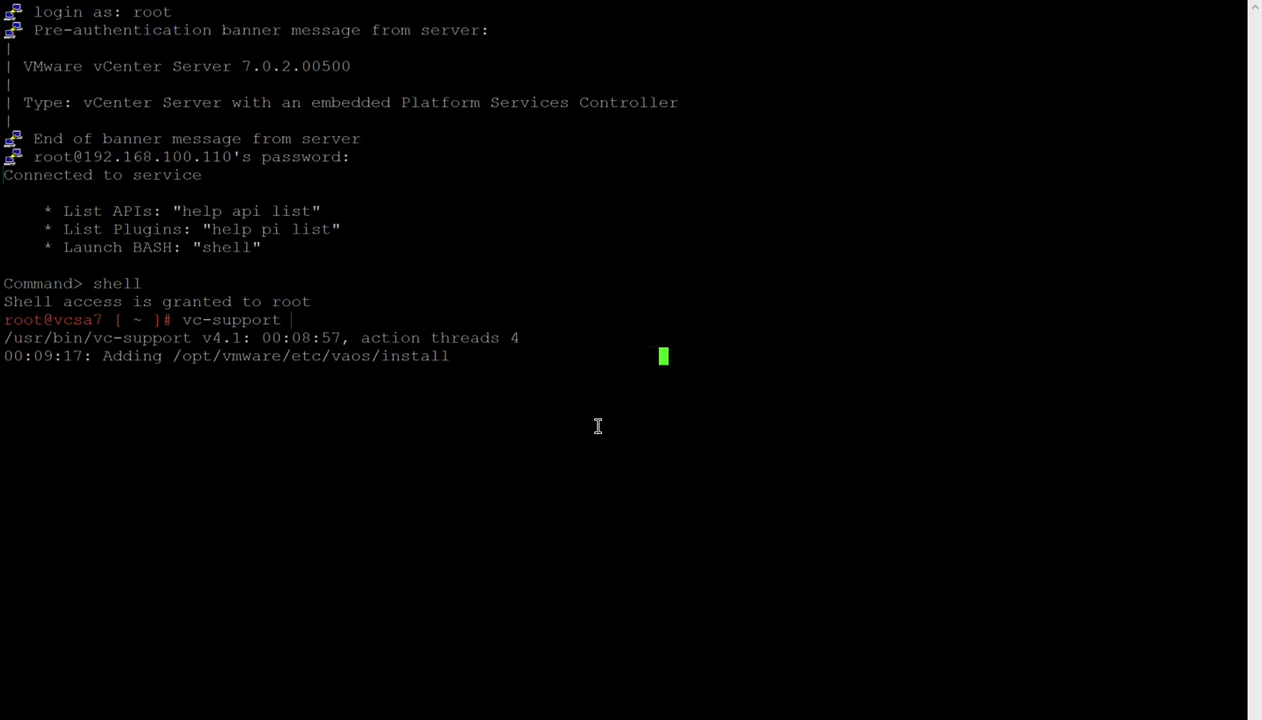 login as: root
Pre-authentication banner message from server:
|
| VMware vCenter Server 7.0.2.00500
|
| Type: vCenter Server with an embedded Platform Services Controller
|
End of banner message from server
root@192.168.100.110's password:
Connected to service
* List APIs: "help api list"
* List Plugins: "help pi list"
* Launch BASH: "shell"
Command> shell
Shell access is granted to root
root@vcsa7 [ ~ ]# vc-support
/usr/bin/vc-support v4.1: 00:08:57, action threads 4
00:09:17: Adding /opt/vmware/etc/vaos/install